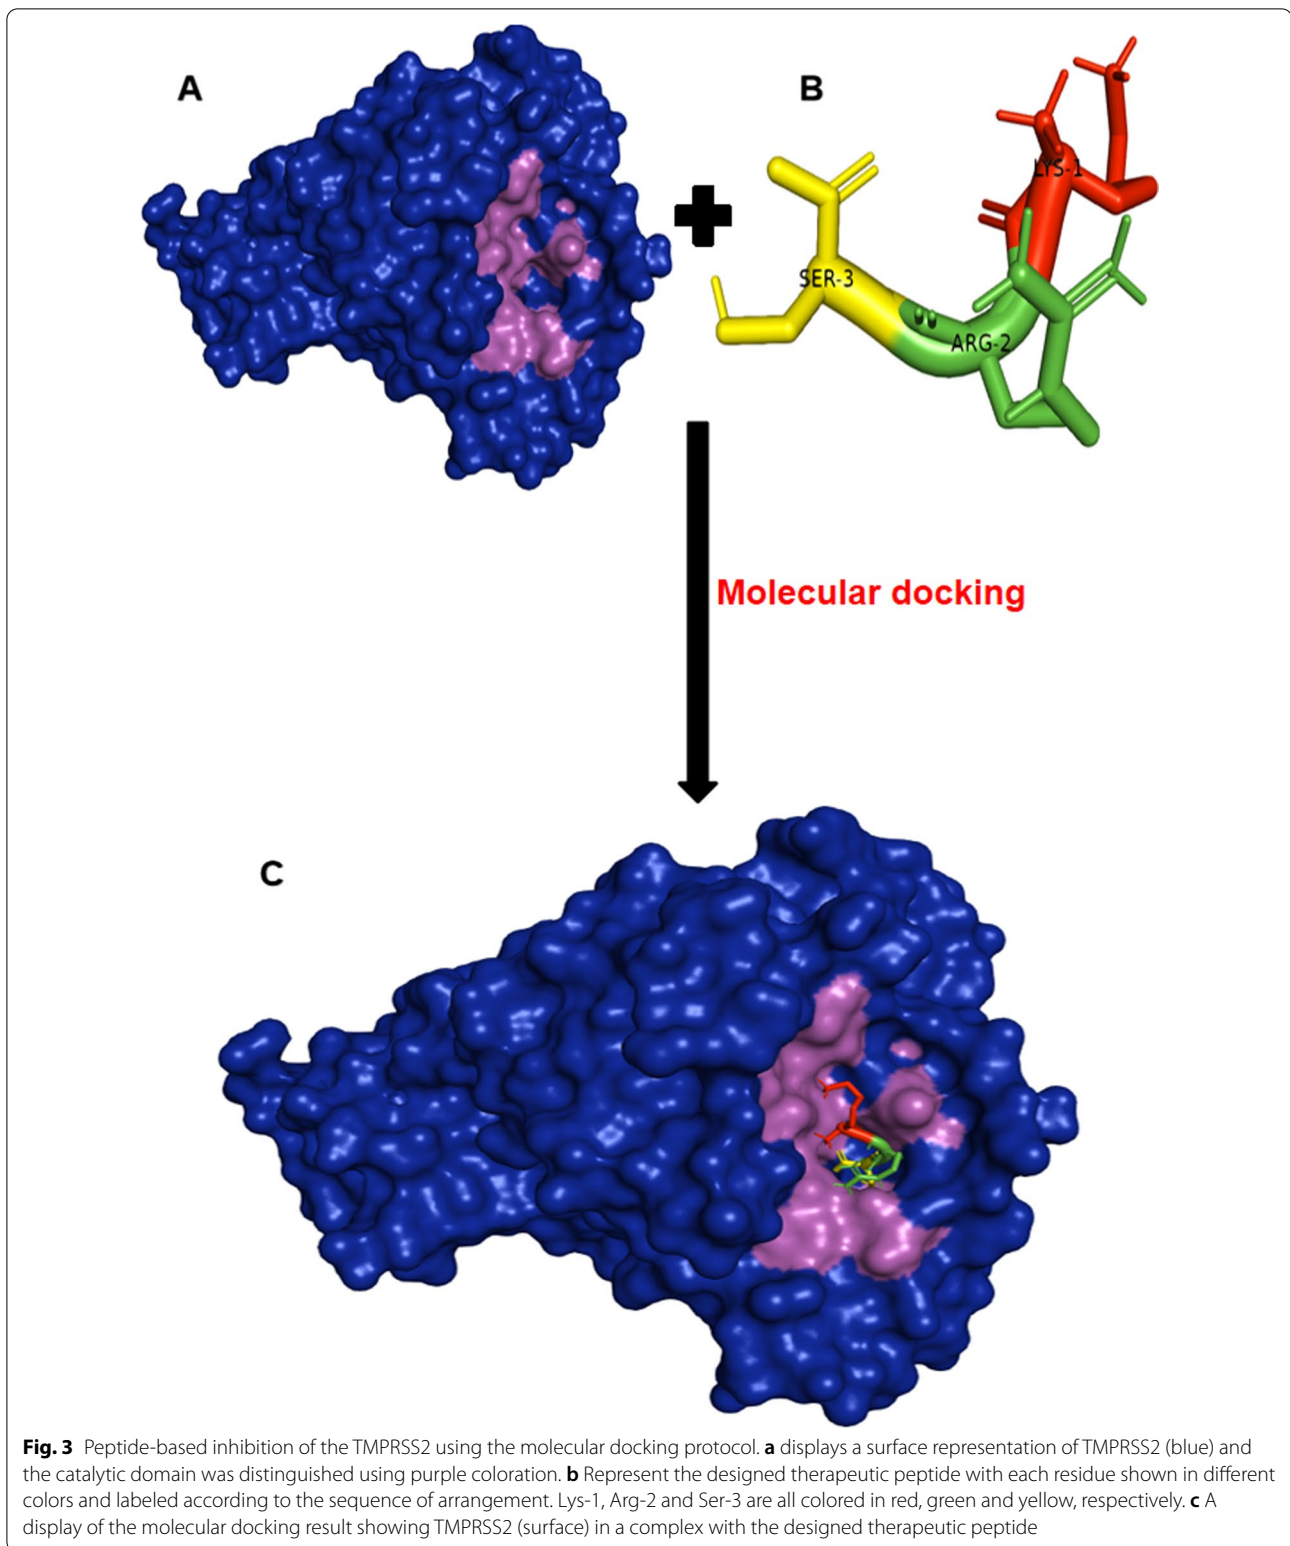 A
B
LYS-1
SER-3
ARG-2
Molecular docking
C
Fig. 3 Peptide-based inhibition of the TMPRSS2 using the molecular docking protocol. a displays a surface representation of TMPRSS2 (blue) and
the catalytic domain was distinguished using purple coloration. b Represent the designed therapeutic peptide with each residue shown in different
colors and labeled according to the sequence of arrangement. Lys-1, Arg-2 and Ser-3 are all colored in red, green and yellow, respectively. c A
display of the molecular docking result showing TMPRSS2 (surface) in a complex with the designed therapeutic peptide